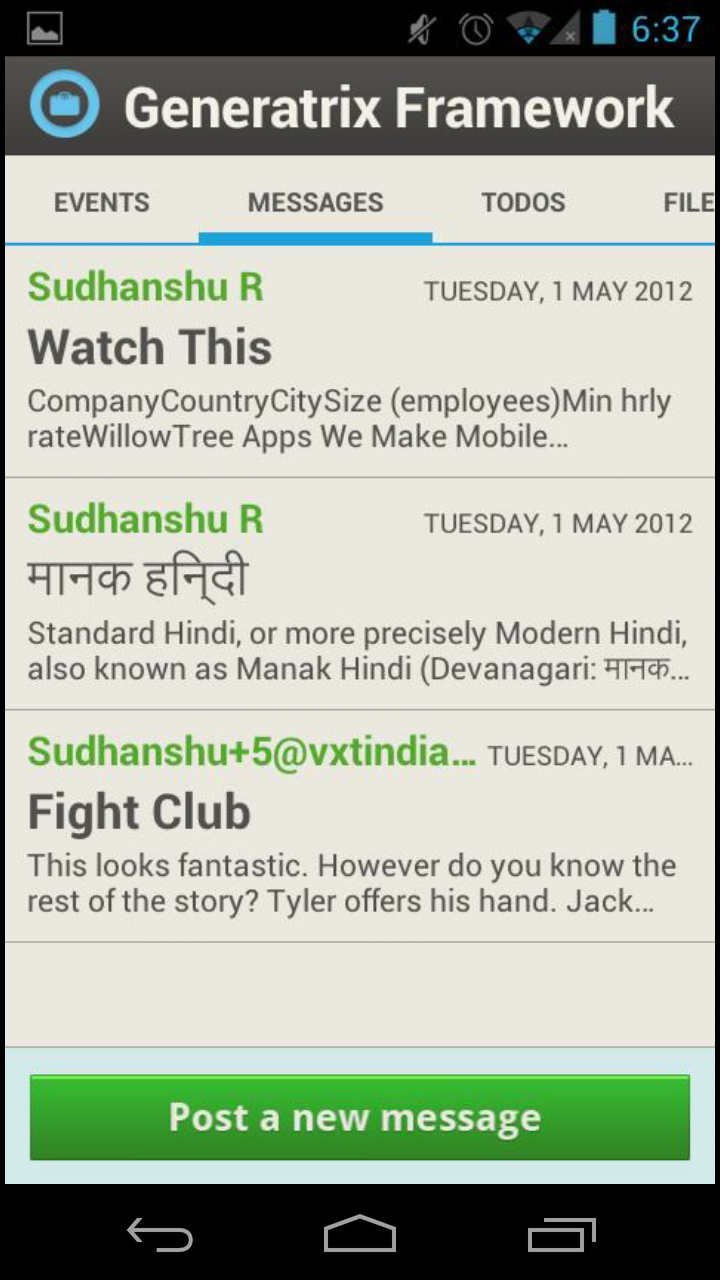 6:37
Generatrix Framework
EVENTS MESSAGES TODOS FILE
Sudhanshu R TUESDAY, 1 MAY 2012
Watch This
CompanyCountryCitySize (employees)Min hrly
rateWillowTree Apps We Make Mobile...
Sudhanshu R TUESDAY, 1 MAY 2012
मानक हिन्दी
Standard Hindi, or more precisely Modern Hindi,
also known as Manak Hindi (Devanagari: मानक...
Sudhanshu+5@vxtindia... TUESDAY, 1 MA...
Fight Club
This looks fantastic. However do you know the
rest of the story? Tyler offers his hand. Jack...
Post a new message